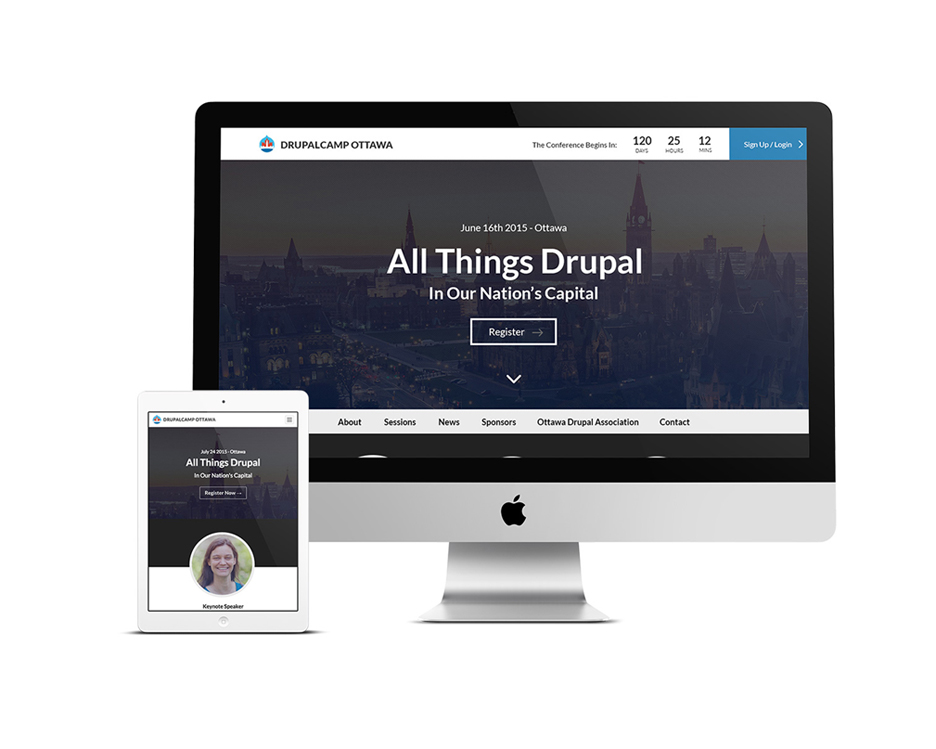 DRUPALCAMP OTTAWA
The Conference Begins In:
120 25 12
DAYS HOURS MINS
Sign Up / Login
June 16th 2015 - Ottawa
All Things Drupal
In Our Nation's Capital
Register
About Sessions News Sponsors Ottawa Drupal Association Contact
DRUPALCAMP OTTAWA
July 24 2015 - Ottawa
All Things Drupal
In Our Nation's Capital
Register Now
Keynote Speaker